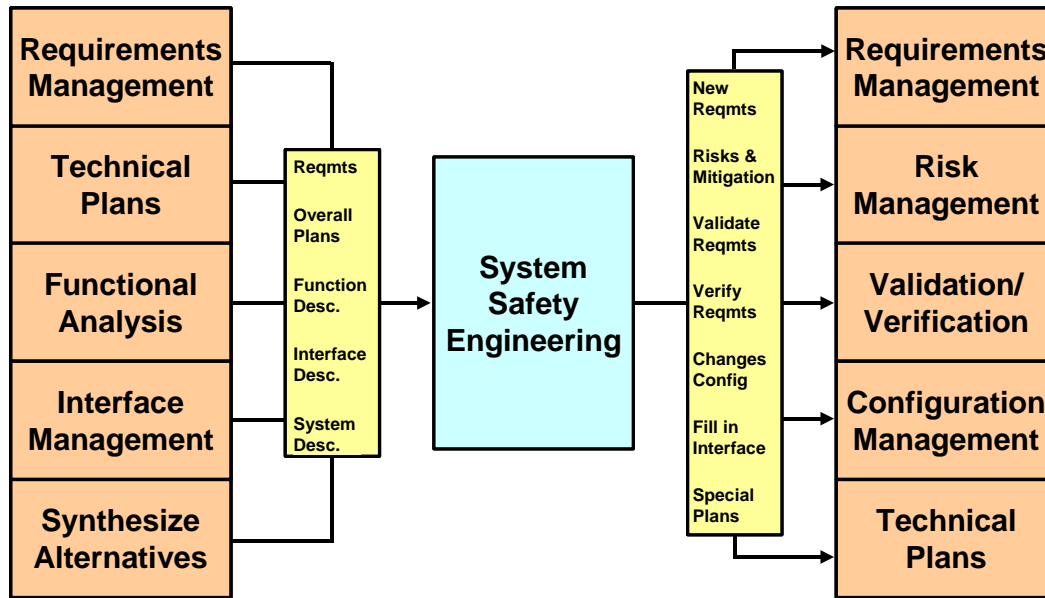 Requirements
Management
Technical
Plans
Functional
Analysis
Interface
Management
Synthesize
Alternatives
Reqmts
Overall
Plans
Function
Desc.
Interface
Desc.
System
Desc.
System
Safety
Engineering
New
Reqmts
Risks &
Mitigation
Validate
Reqmts
Verify
Reqmts
Changes
Config
Fill in
Interface
Special
Plans
Requirements
Management
Risk
Management
Validation/
Verification
Configuration
Management
Technical
Plans